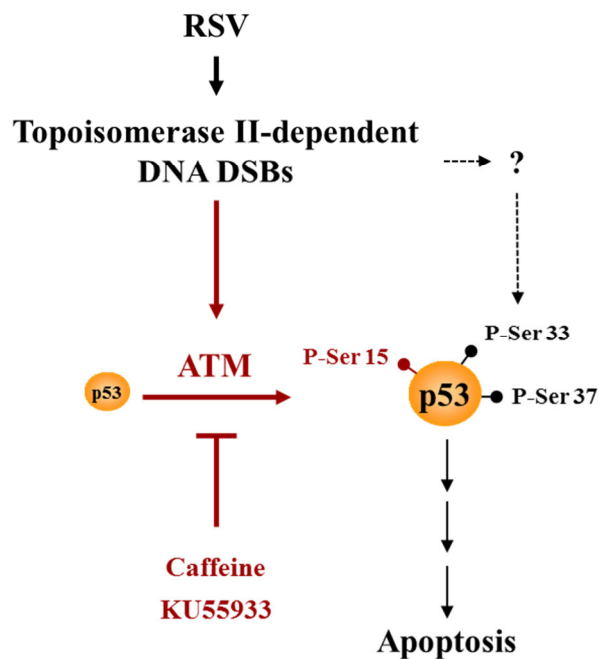 RSV
Topoisomerase II-dependent
DNA DSBs
?
P-Ser 33
P-Ser 15
ATM
p53
p53
P-Ser 37
Caffeine
KU55933
Apoptosis